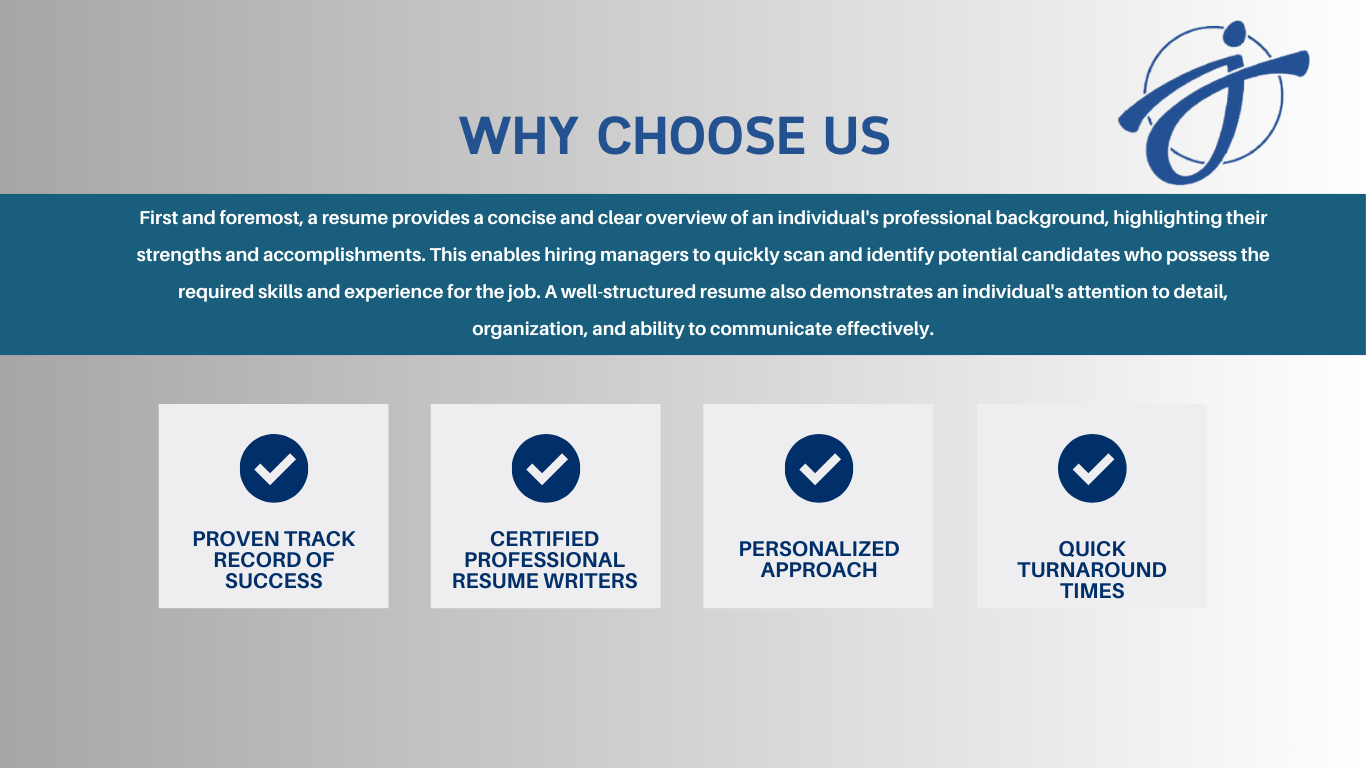 WHY CHOOSE US
First and foremost, a resume provides a concise and clear overview of an individual's professional background, highlighting their
strengths and accomplishments. This enables hiring managers to quickly scan and identify potential candidates who possess the
required skills and experience for the job. A well-structured resume also demonstrates an individual's attention to detail,
organization, and ability to communicate effectively.
PROVEN TRACK
RECORD OF
SUCCESS
CERTIFIED
PROFESSIONAL
RESUME WRITERS
PERSONALIZED
APPROACH
QUICK
TURNAROUND
TIMES